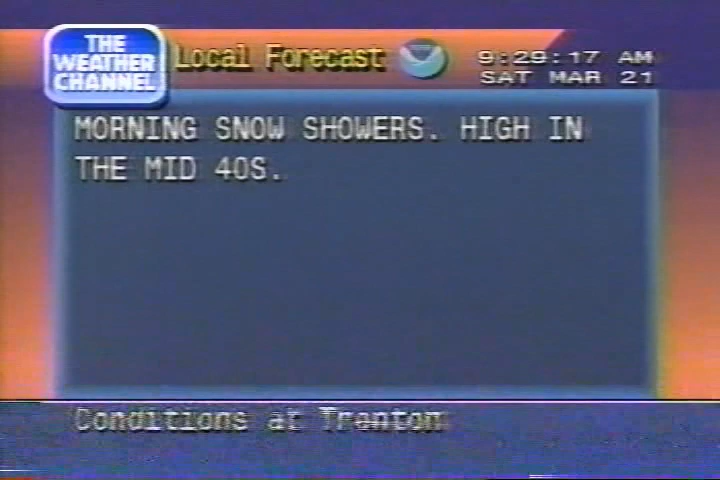 THE
WEATHER
CHANNEL
Local Forecast
9:29:17 AM
SAT MAR 21
MORNING SNOW SHOWERS. HIGH IN
THE MID 40S.
Conditions at Trenton